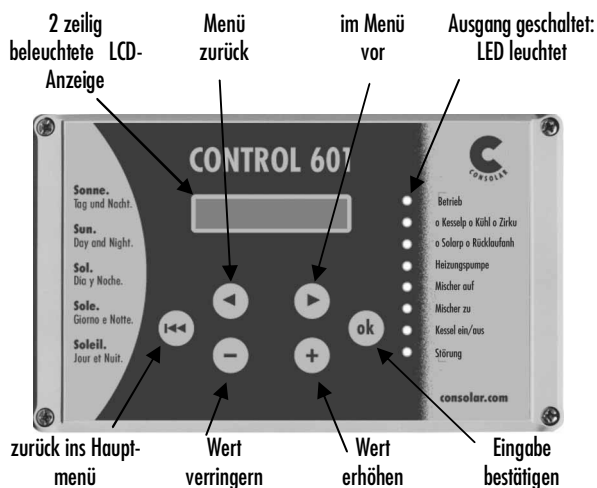 2 zeilig
beleuchtete LCD-
Anzeige
Menü
zurück
im Menü
vor
Ausgang geschaltet:
LED leuchtet
CONTROL 601
CONSOLAR
Sonne.
Tag und Nacht.
Sun.
Day and Night.
Sol.
Dia y Noche.
Sole.
Giorno e Notte.
Soleil.
Jour et Nuit.
ok
Betrieb
o Kesselp o Kühl o Zirku
o Solarp o Rücklaufanh
Heizungspumpe
Mischer auf
Mischer zu
Kessel ein/aus
Störung
consolar.com
zurück ins Haupt-
menü
Wert
verringern
Wert
erhöhen
Eingabe
bestätigen